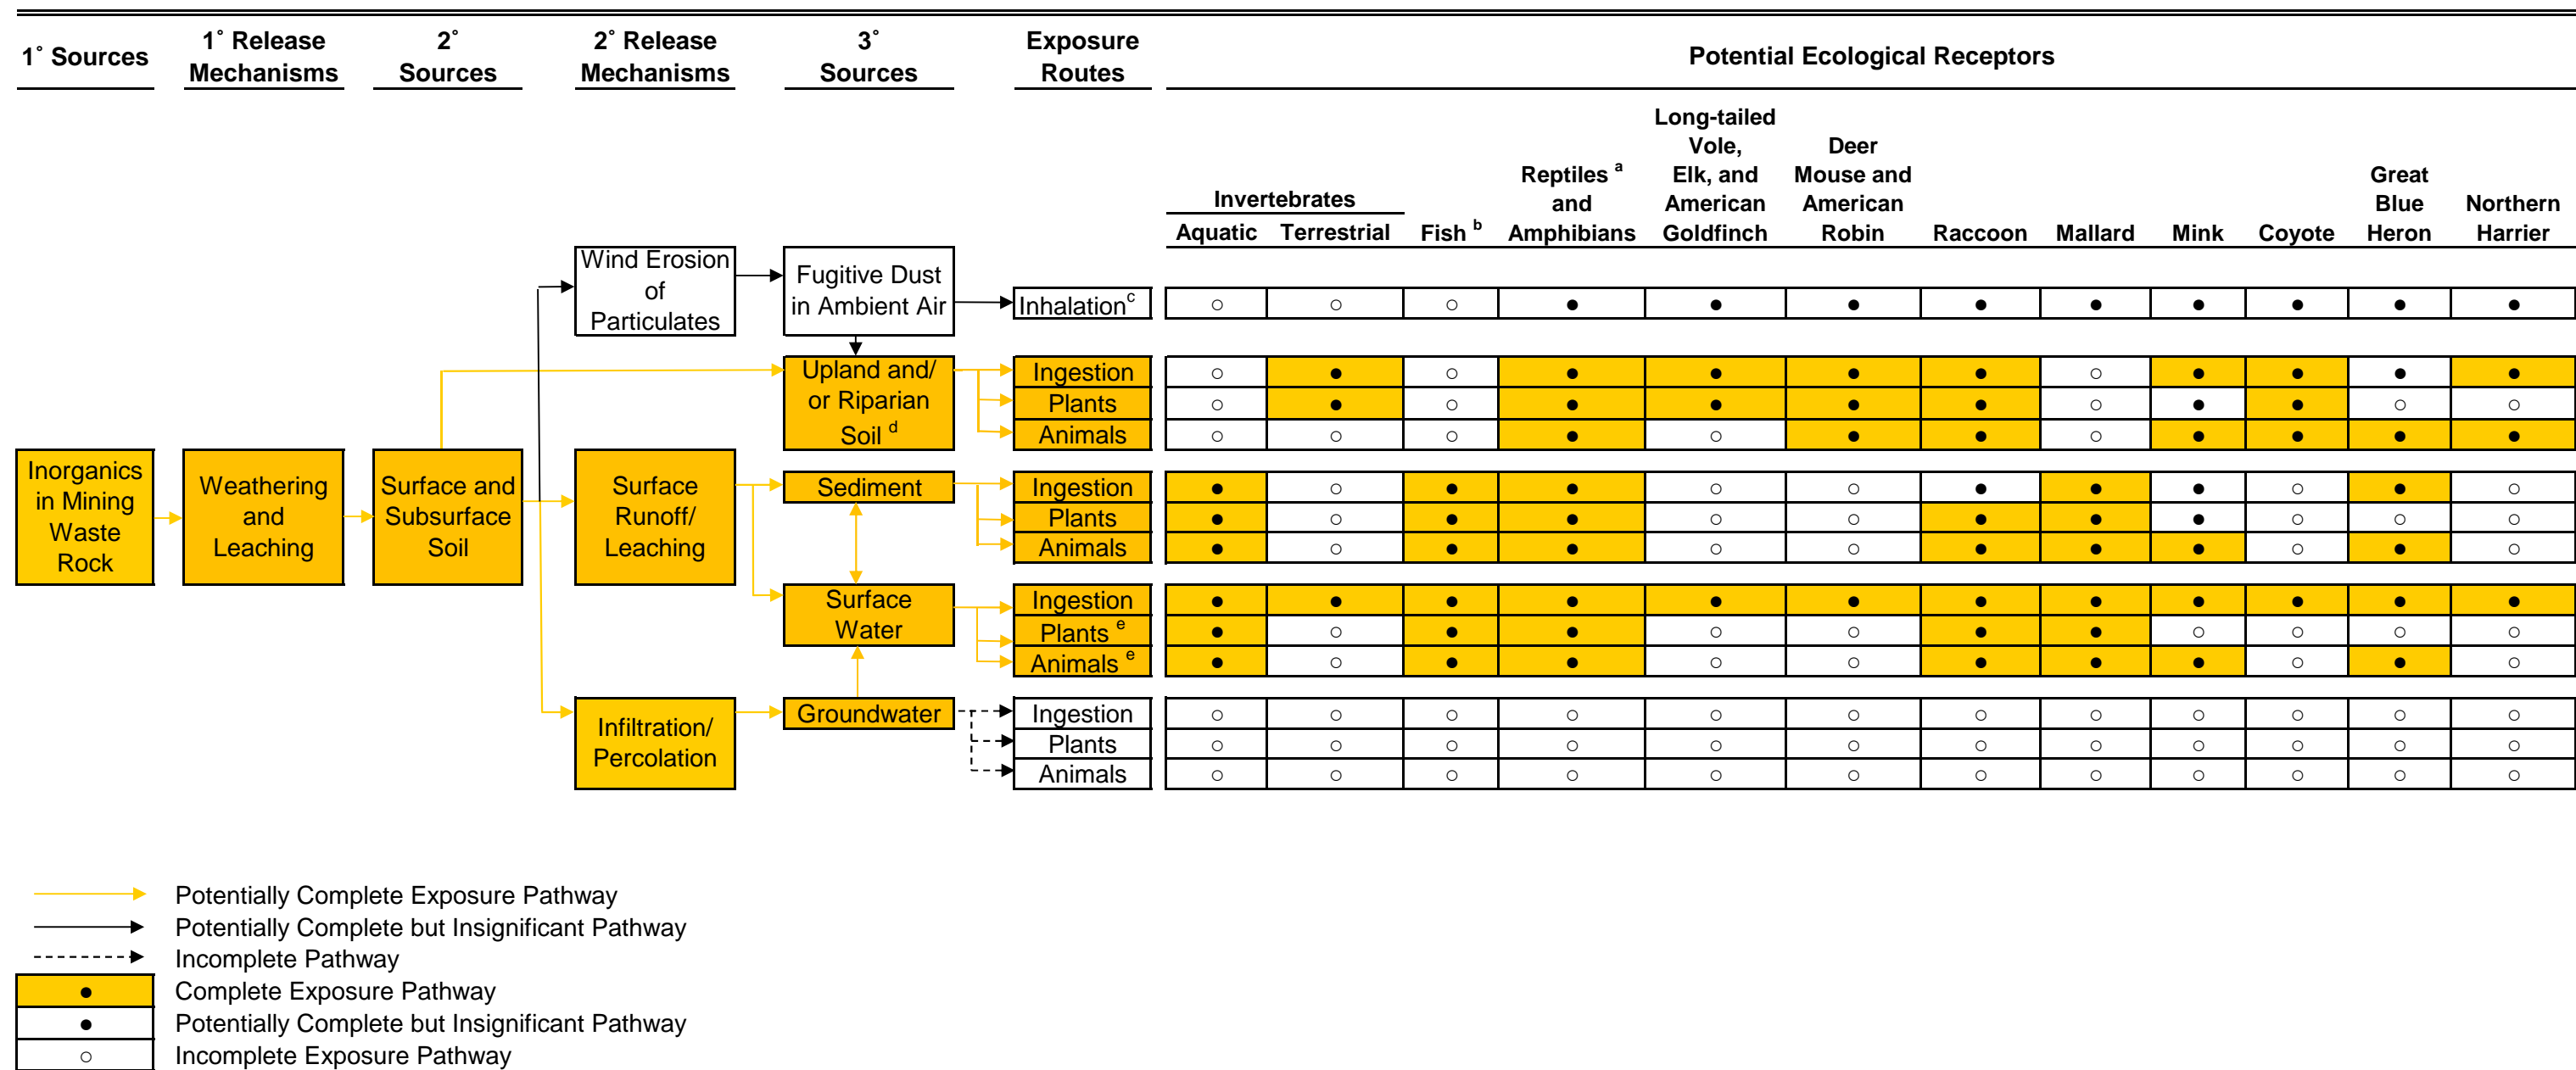 1˚ Sources
1˚ Release
Mechanisms
2˚
Sources
2˚ Release
Mechanisms
3˚
Sources
Exposure
Routes
Potential Ecological Receptors
Invertebrates
Aquatic
Terrestrial
Fish b
Reptiles a
and
Amphibians
Long-tailed
Vole,
Elk, and
American
Goldfinch
Deer
Mouse and
American
Robin
Raccoon
Mallard
Mink
Coyote
Great
Blue
Heron
Northern
Harrier
Wind Erosion
of
Particulates
Fugitive Dust
in Ambient Air
Inhalation c
○ ○ ○ ● ● ● ● ● ● ● ● ●
Upland and/
or Riparian
Soil d
Ingestion
○ ● ○ ● ● ● ● ○ ● ● ● ●
Plants
○ ● ○ ● ● ● ● ○ ● ● ○ ○
Animals
○ ○ ○ ● ○ ● ● ○ ● ● ● ●
Inorganics
in Mining
Waste
Rock
Weathering
and
Leaching
Surface and
Subsurface
Soil
Surface
Runoff/
Leaching
Sediment
Ingestion
● ○ ● ● ○ ○ ● ● ● ○ ● ○
Plants
● ○ ● ● ○ ○ ● ● ● ○ ○ ○
Animals
● ○ ● ● ○ ○ ● ● ● ○ ● ○
Surface
Water
Ingestion
● ● ● ● ● ● ● ● ● ● ● ●
Plants e
● ○ ● ● ○ ○ ● ● ○ ○ ○ ○
Animals e
● ○ ● ● ○ ○ ● ● ● ○ ● ○
Infiltration/
Percolation
Groundwater
Ingestion
○ ○ ○ ○ ○ ○ ○ ○ ○ ○ ○ ○
Plants
○ ○ ○ ○ ○ ○ ○ ○ ○ ○ ○ ○
Animals
○ ○ ○ ○ ○ ○ ○ ○ ○ ○ ○ ○
Potentially Complete Exposure Pathway
Potentially Complete but Insignificant Pathway
Incomplete Pathway
● Complete Exposure Pathway
● Potentially Complete but Insignificant Pathway
○ Incomplete Exposure Pathway